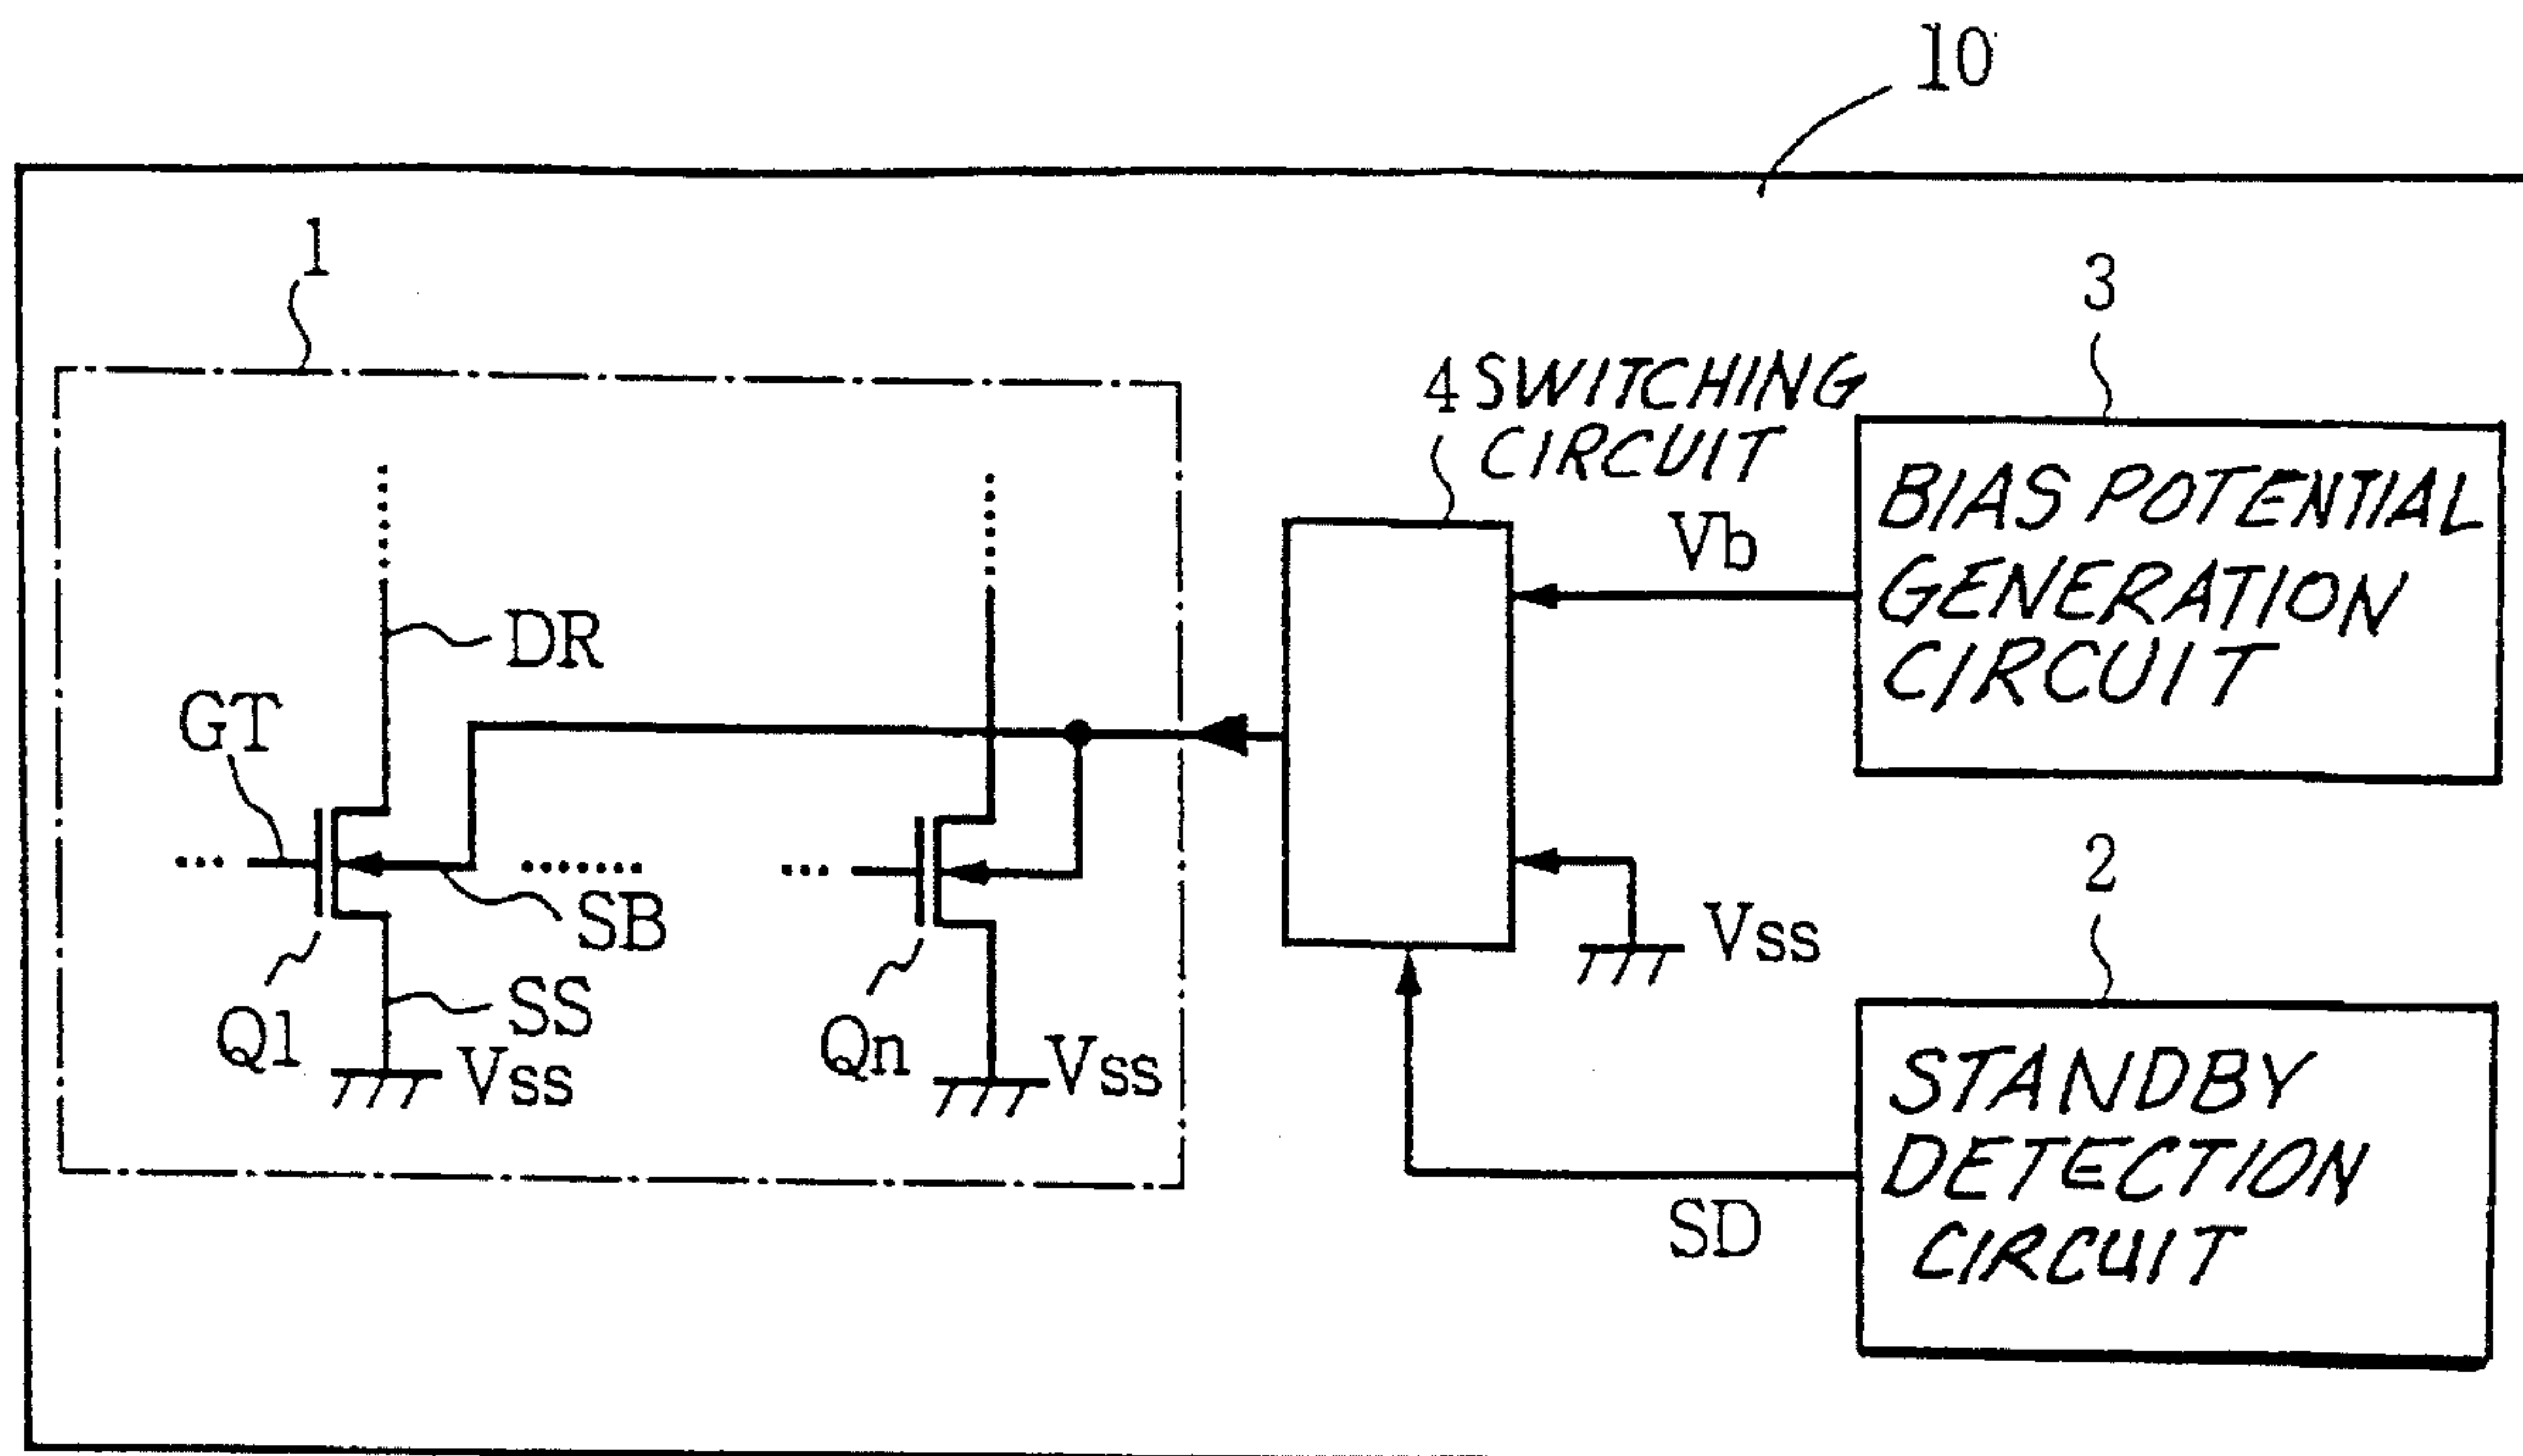 10
1
3
4 SWITCHING
CIRCUIT
BIAS POTENTIAL
GENERATION
CIRCUIT
Vb
DR
GT
SB
Q1
SS
Vss
Qn
Vss
Vss
2
STANDBY
DETECTION
CIRCUIT
SD